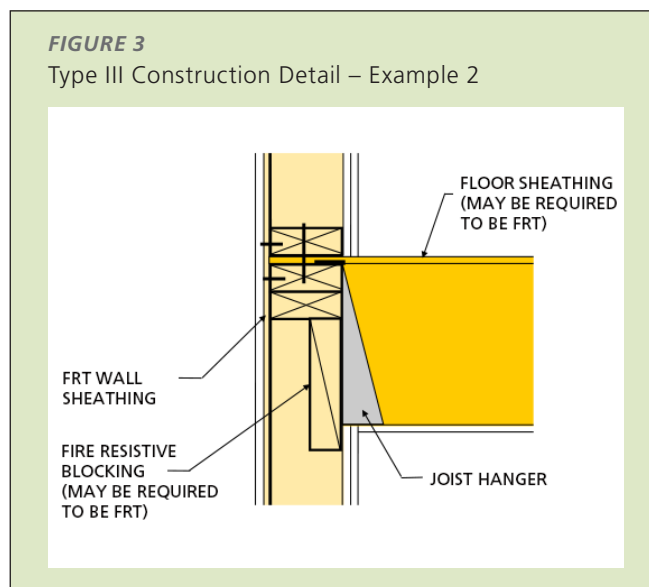 FIGURE 3
Type III Construction Detail – Example 2
FLOOR SHEATHING
(MAY BE REQUIRED
TO BE FRT)
FRT WALL
SHEATHING
FIRE RESISTIVE
BLOCKING
(MAY BE REQUIRED
TO BE FRT)
JOIST HANGER